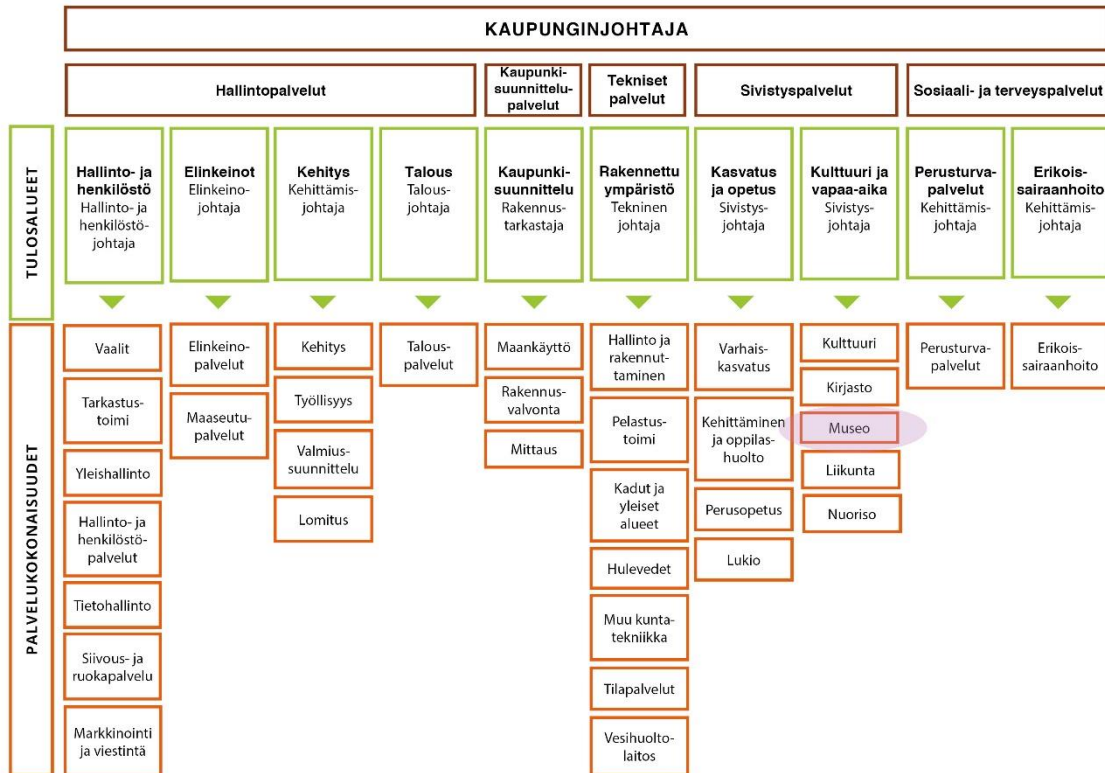 KAUPUNGINJOHTAJA
Hallintopalvelut
Kaupunki-
suunnittelu-
palvelut
Tekniset
palvelut
Sivistyspalvelut
Sosiaali- ja terveyspalvelut
TULOSALUEET
Hallinto- ja
henkilöstö
Hallinto- ja
henkilöstö-
johtaja
Elinkeinot
Elinkeino-
johtaja
Kehitys
Kehittämis-
johtaja
Talous
Talous-
johtaja
Kaupunki-
suunnittelu
Rakennus-
tarkastaja
Rakennettu
ympäristö
Tekninen
johtaja
Kasvatus
ja opetus
Sivistys-
johtaja
Kulttuuri ja
vapaa-aika
Sivistys-
johtaja
Perusturva-
palvelut
Kehittämis-
johtaja
Erikois-
sairaanhoito
Kehittämis-
johtaja
PALVELUKOKONAISUUDET
Vaalit
Tarkastus-
toimi
Yleishallinto
Hallinto- ja
henkilöstö-
palvelut
Tietohallinto
Siivous- ja
ruokapalvelu
Markkinointi
ja viestintä
Elinkeino-
palvelut
Maaseutu-
palvelut
Kehitys
Työllisyys
Valmius-
suunnittelu
Lomitus
Talous-
palvelut
Maankäyttö
Rakennus-
valvonta
Mittaus
Hallinto ja
rakennut-
taminen
Pelastus-
toimi
Kadut ja
yleiset
alueet
Hulevedet
Muu kunta-
tekniikka
Tilapalvelut
Vesihuolto-
laitos
Varhais-
kasvatus
Kehittäminen
ja oppilas-
huolto
Perusopetus
Lukio
Kulttuuri
Kirjasto
Museo
Liikunta
Nuoriso
Perusturva-
palvelut
Erikois-
sairaanhoito